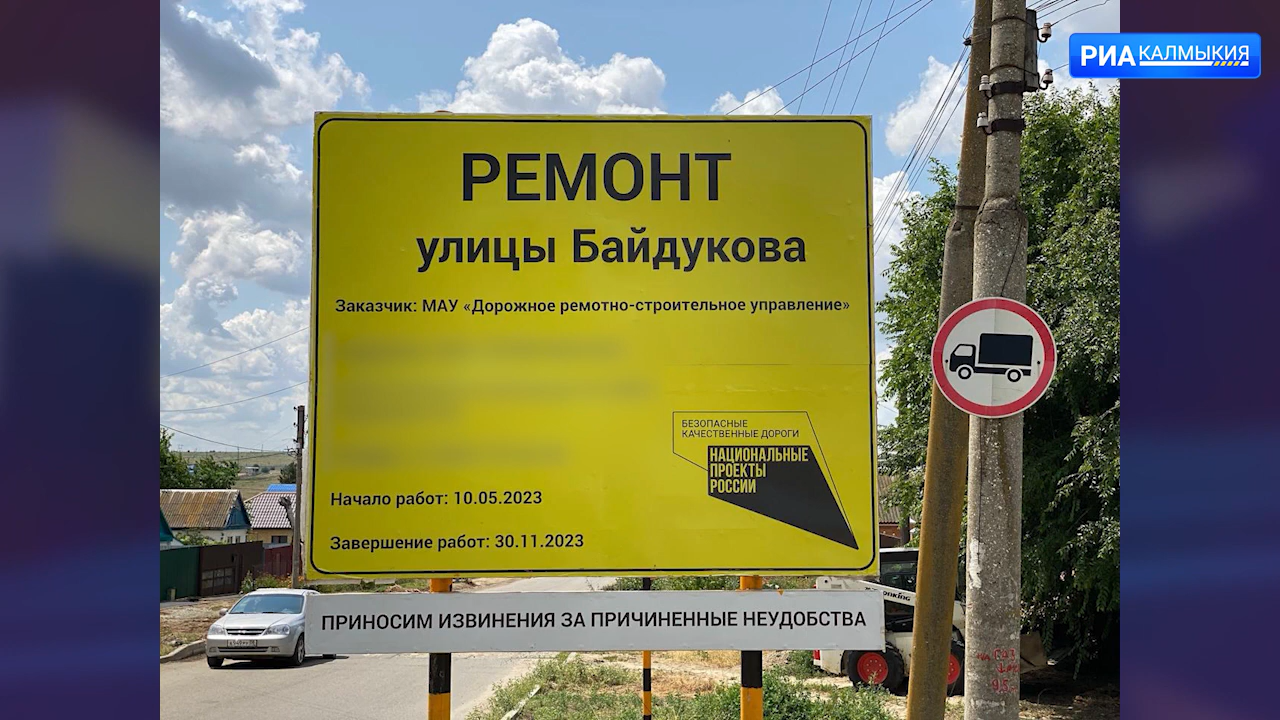 РИА КАЛМЫКИЯ
РЕМОНТ
улицы Байдукова
Заказчик: МАУ «Дорожное ремотно-строительное управление»
БЕЗОПАСНЫЕ
КАЧЕСТВЕННЫЕ ДОРОГИ
НАЦИОНАЛЬНЫЕ
ПРОЕКТЫ
РОССИИ
Начало работ: 10.05.2023
Завершение работ: 30.11.2023
ПРИНОСИМ ИЗВИНЕНИЯ ЗА ПРИЧИНЕННЫЕ НЕУДОБСТВА